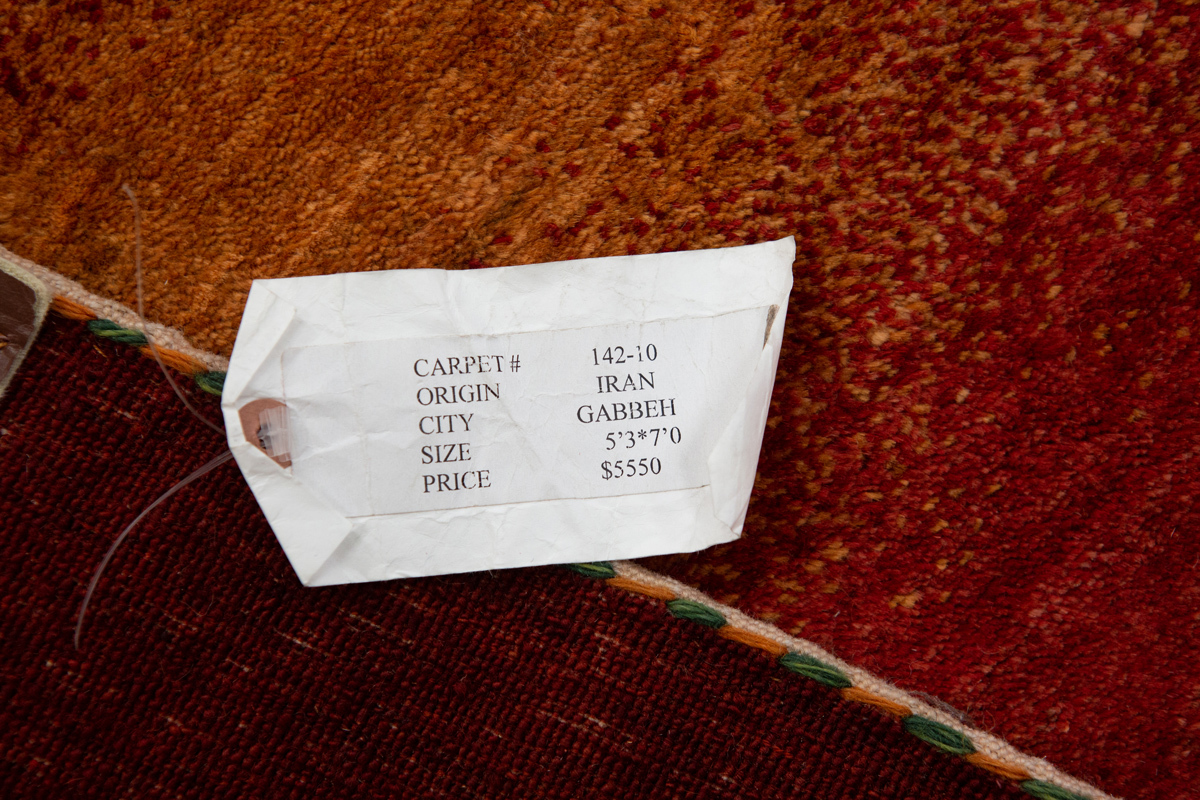 CARPET # 142-10
ORIGIN IRAN
CITY GABBEH
SIZE 5'3*7'0
PRICE $5550